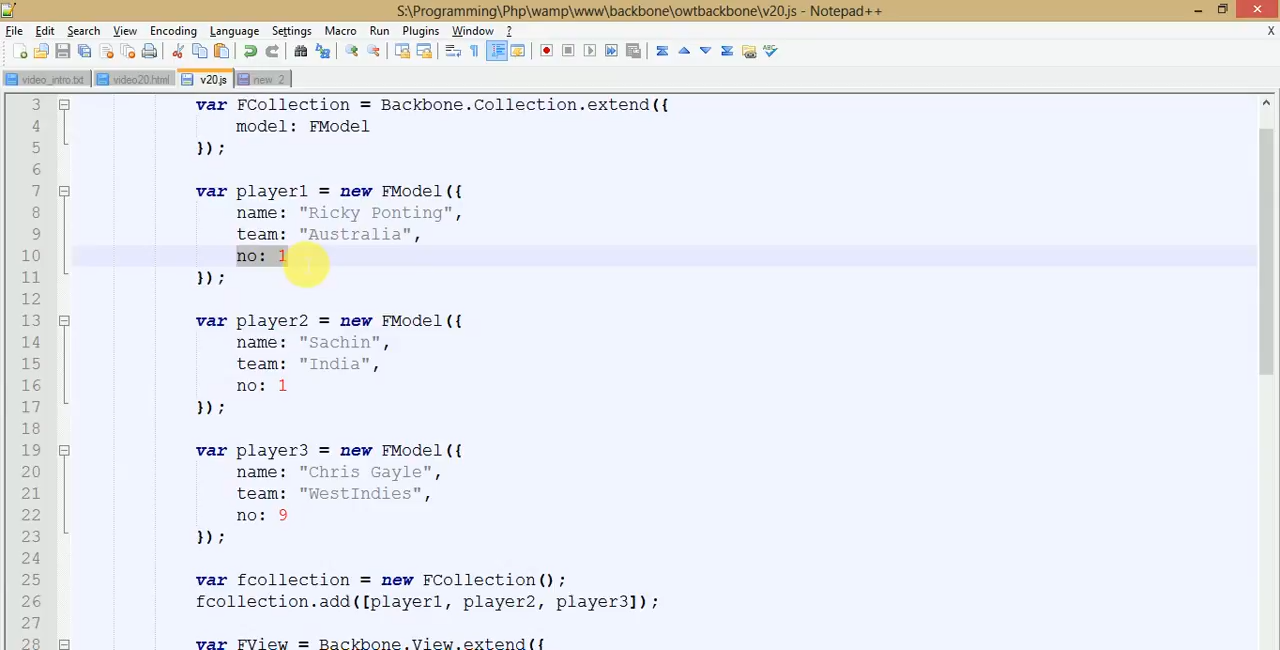 S:\Programming\Php\wamp\www\backbone\owtbackbone\v20.js - Notepad++
File Edit Search View Encoding Language Settings Macro Run Plugins Window ? X
video_intro.txt video20.html v20.js new 2
3 var FCollection = Backbone.Collection.extend({
4 model: FModel
5 });
6
7 var player1 = new FModel({
8 name: "Ricky Ponting",
9 team: "Australia",
10 no: 1
11 });
12
13 var player2 = new FModel({
14 name: "Sachin",
15 team: "India",
16 no: 1
17 });
18
19 var player3 = new FModel({
20 name: "Chris Gayle",
21 team: "WestIndies",
22 no: 9
23 });
24
25 var fcollection = new FCollection();
26 fcollection.add([player1, player2, player3]);
27
28 var FView = Backbone.View.extend({